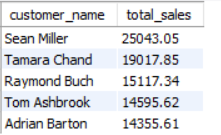 customer_name total_sales
Sean Miller 25043.05
Tamara Chand 19017.85
Raymond Buch 15117.34
Tom Ashbrook 14595.62
Adrian Barton 14355.61